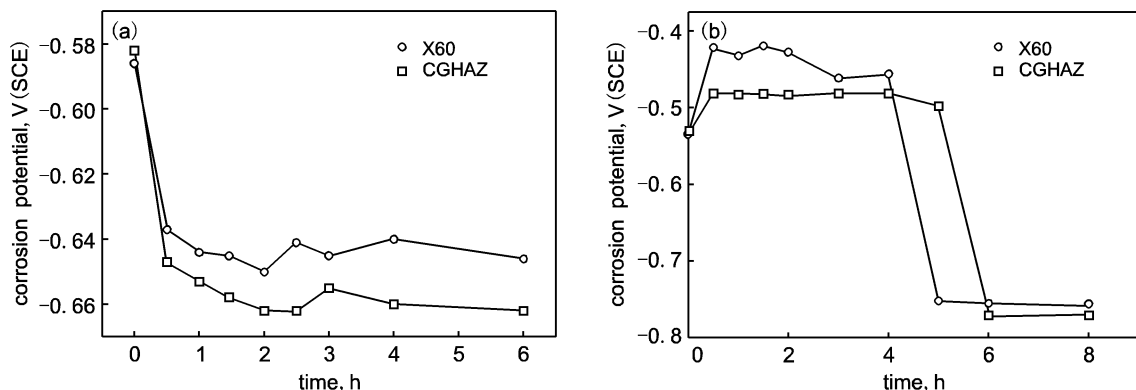 (a)
X60
CGHAZ
−0.58
−0.60
−0.62
−0.64
−0.66
corrosion potential, V(SCE)
0 1 2 3 4 5 6
time, h
(b)
X60
CGHAZ
−0.4
−0.5
−0.6
−0.7
−0.8
corrosion potential, V(SCE)
0 2 4 6 8
time, h